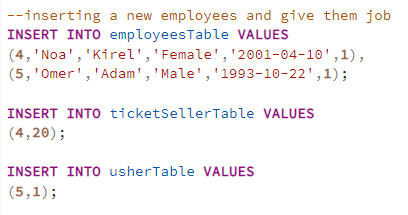 --inserting a new employees and give them job
INSERT INTO employeesTable VALUES
(4,'Noa','Kirel','Female','2001-04-10',1),
(5,'Omer','Adam','Male','1993-10-22',1);
INSERT INTO ticketSellerTable VALUES
(4,20);
INSERT INTO usherTable VALUES
(5,1);